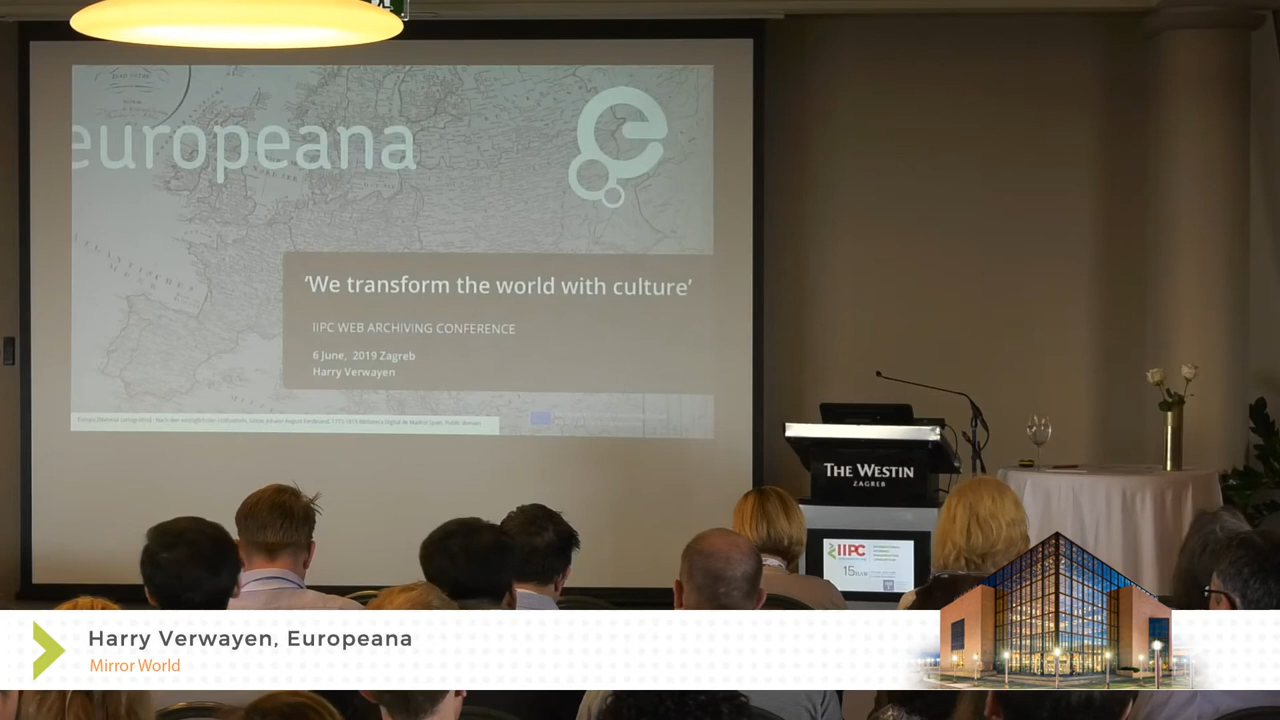 europeana
e
'We transform the world with culture'
IIPC WEB ARCHIVING CONFERENCE
6 June, 2019 Zagreb
Harry Verwayen
THE WESTIN
ZAGREB
IIPC
Harry Verwayen, Europeana
Mirror World